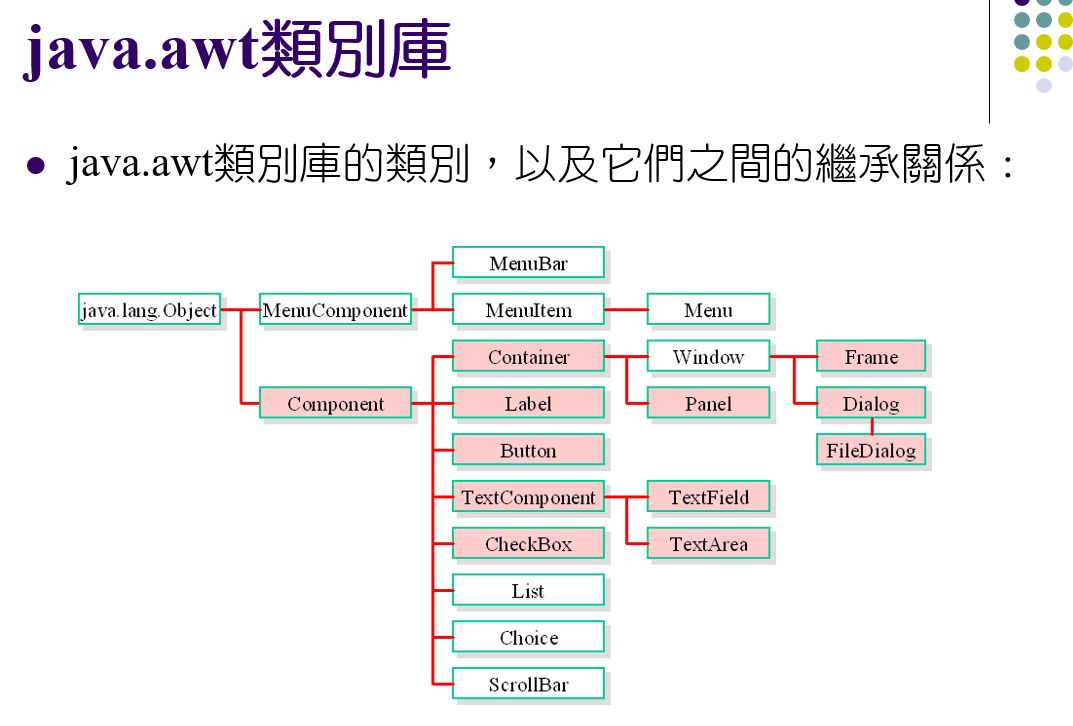 java.awt類別庫
java.awt類別庫的類別，以及它們之間的繼承關係：
MenuBar
java.lang.Object MenuComponent MenuItem Menu
Container Window Frame
Component Label Panel Dialog
Button FileDialog
TextComponent TextField
CheckBox TextArea
List
Choice
ScrollBar